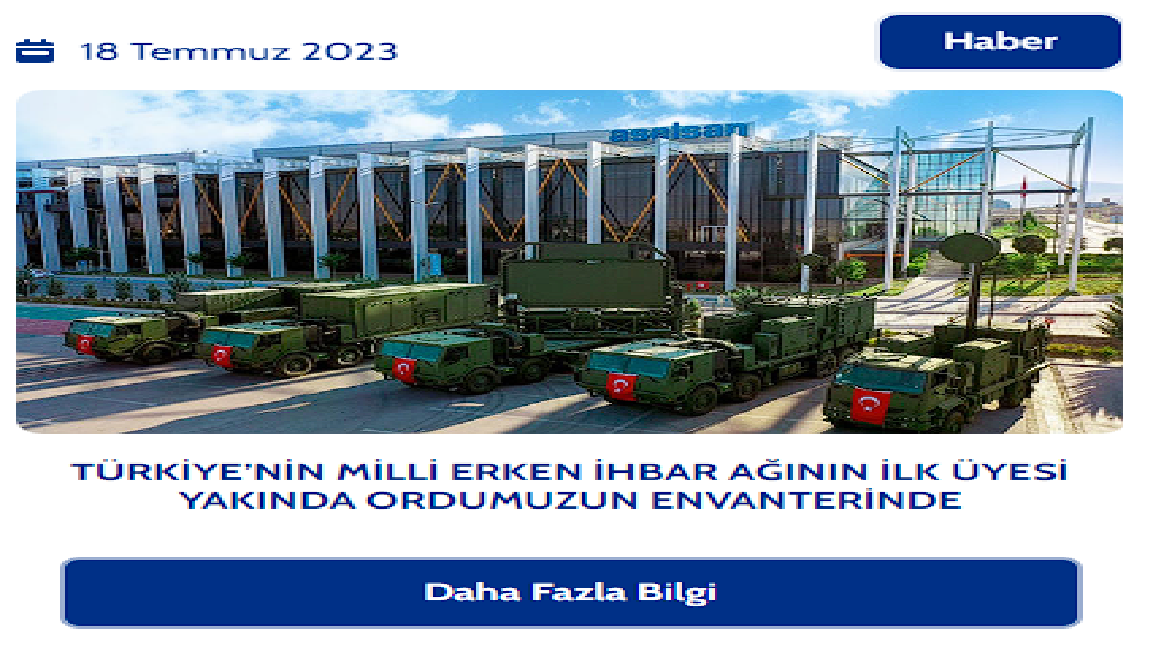 18 Temmuz 2023
Haber
aselsan
TÜRKİYE'NİN MİLLİ ERKEN İHBAR AĞININ İLK ÜYESİ
YAKINDA ORDUMUZUN ENVANTERİNDE
Daha Fazla Bilgi